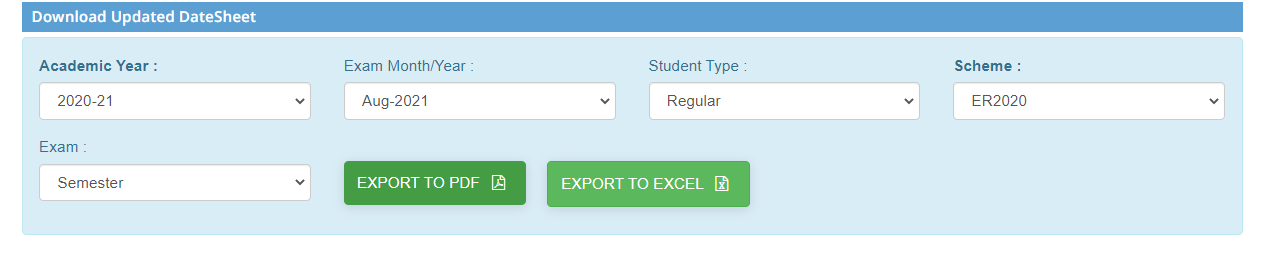 Download Updated DateSheet
Academic Year : Exam Month/Year : Student Type : Scheme :
2020-21 Aug-2021 Regular ER2020
Exam :
Semester EXPORT TO PDF EXPORT TO EXCEL